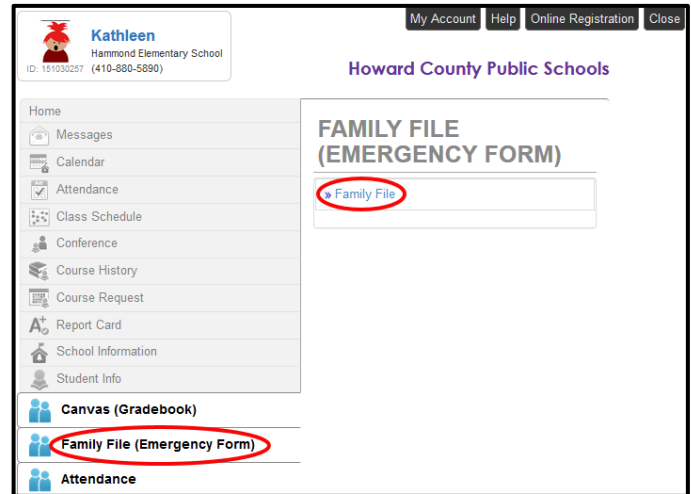 My Account Help Online Registration Close
Kathleen
Hammond Elementary School
ID: 151030257 (410-880-5890)
Howard County Public Schools
Home
Messages
Calendar
Attendance
Class Schedule
Conference
Course History
Course Request
Report Card
School Information
Student Info
Canvas (Gradebook)
Family File (Emergency Form)
Attendance
FAMILY FILE
(EMERGENCY FORM)
» Family File